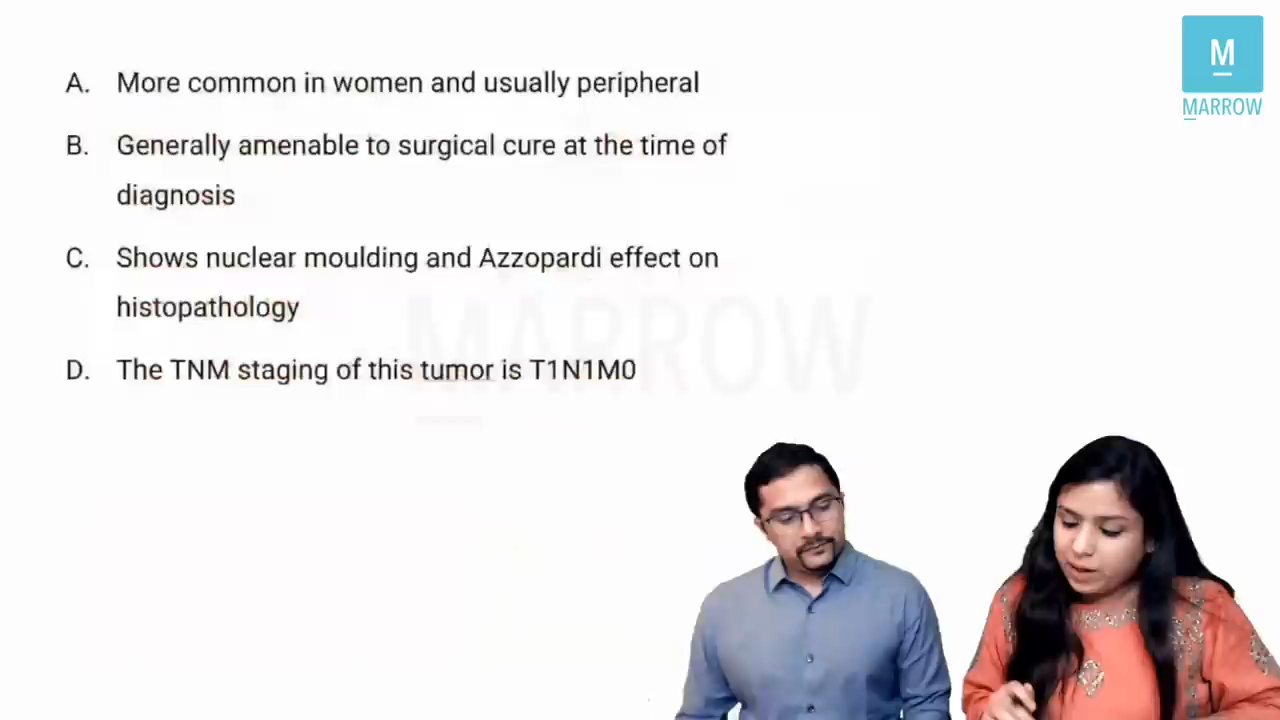 M
MARROW
A. More common in women and usually peripheral
B. Generally amenable to surgical cure at the time of
diagnosis
C. Shows nuclear moulding and Azzopardi effect on
histopathology
D. The TNM staging of this tumor is T1N1M0
MARROW